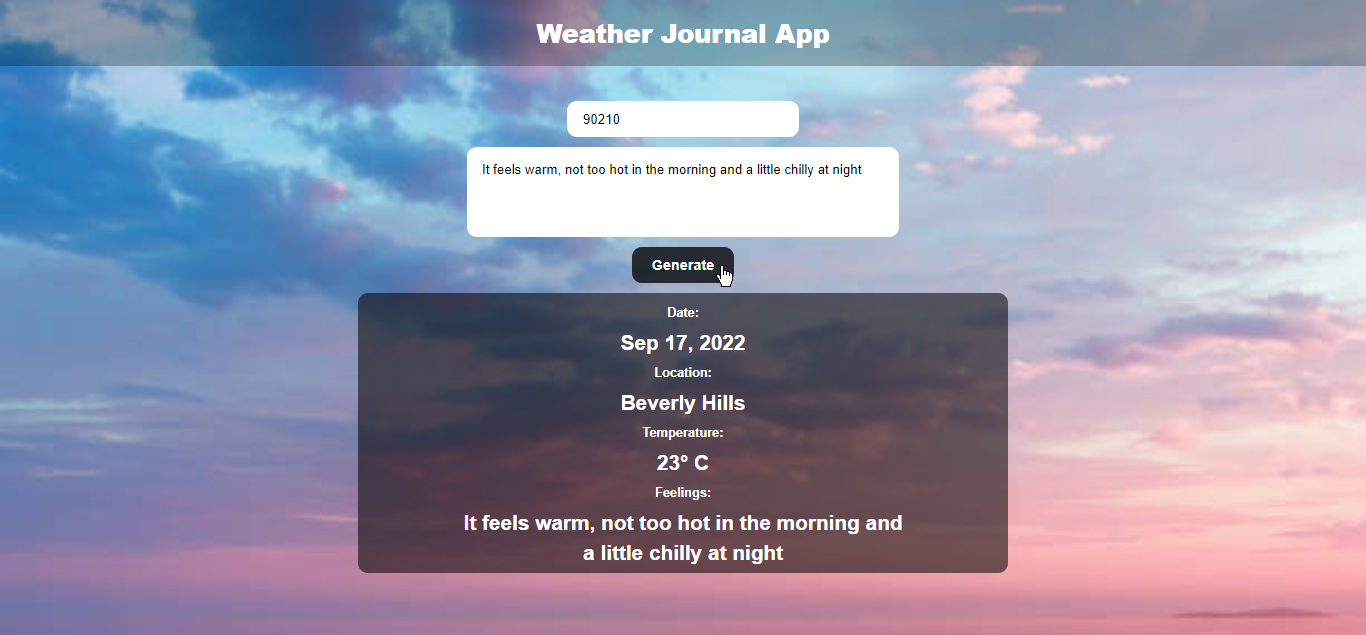 Weather Journal App
90210
It feels warm, not too hot in the morning and a little chilly at night
Generate
Date:
Sep 17, 2022
Location:
Beverly Hills
Temperature:
23° C
Feelings:
It feels warm, not too hot in the morning and
a little chilly at night